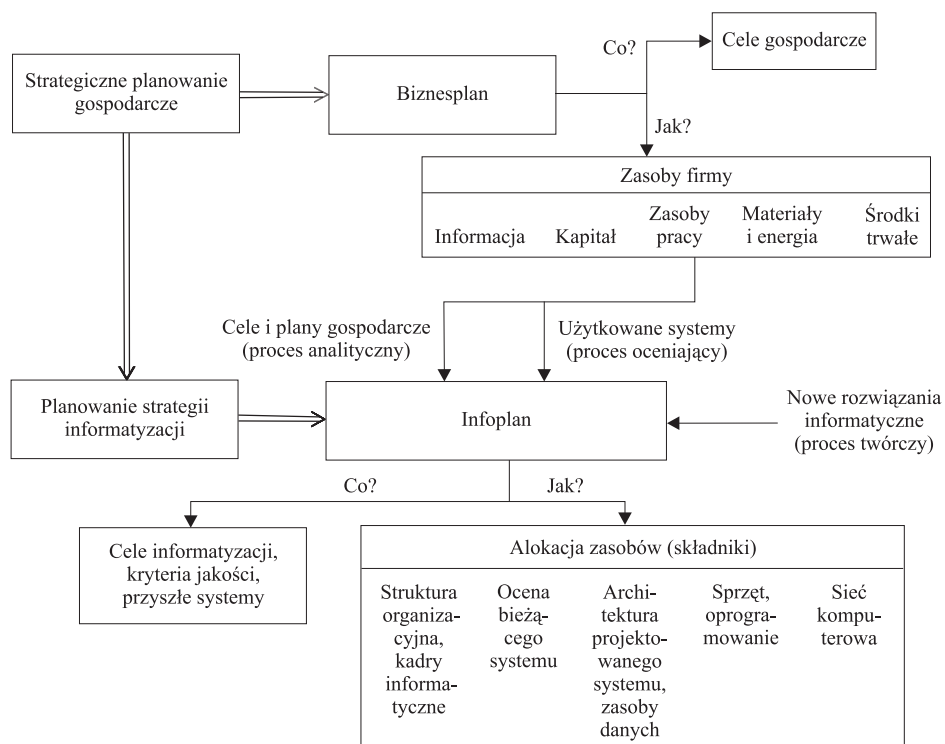 Co?
Cele gospodarcze
Strategiczne planowanie
gospodarcze
Biznesplan
Jak?
Zasoby firmy
Informacja
Kapitał
Zasoby
pracy
Materiały
i energia
Środki
trwałe
Cele i plany gospodarcze
(proces analityczny)
Użytkowane systemy
(proces oceniający)
Planowanie strategii
informatyzacji
Infoplan
Nowe rozwiązania
informatyczne
(proces twórczy)
Co?
Jak?
Cele informatyzacji,
kryteria jakości,
przyszłe systemy
Alokacja zasobów (składniki)
Struktura
organiza-
cyjna,
kadry
informa-
tyczne
Ocena
bieżą-
cego
systemu
Archi-
tektura
projekto-
wanego
systemu,
zasoby
danych
Sprzęt,
oprogra-
mowanie
Sieć
kompu-
terowa